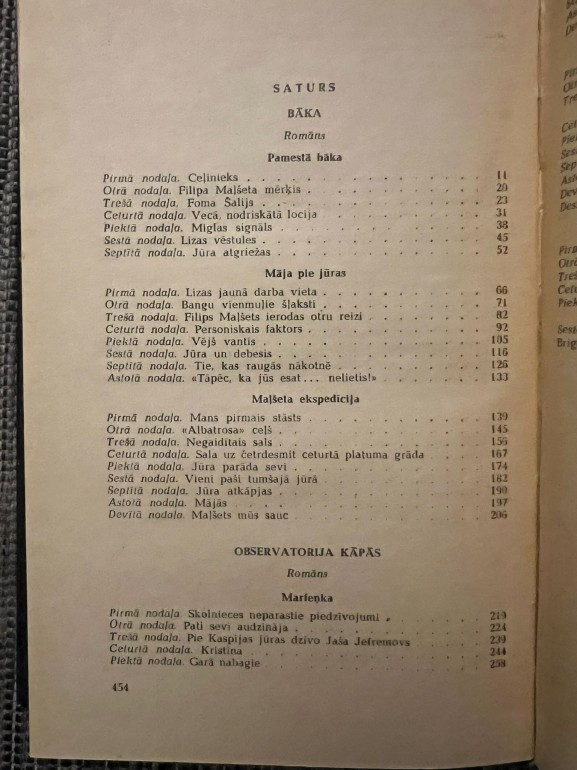 SATURS
BĀKA
Romāns
Pamestā bāka
Pirmā nodaļa. Ceļinieks . . . . . . . . . . 11
Otrā nodaļa. Filipa Maļšeta mērķis . . . . . . . . . . 20
Trešā nodaļa. Foma Šalijs . . . . . . . . . . 23
Ceturtā nodaļa. Vecā, nodriskātā locija . . . . . . . . . . 31
Piektā nodaļa. Miglas signāls . . . . . . . . . . 38
Sestā nodaļa. Lizas vēstules . . . . . . . . . . 45
Septītā nodaļa. Jūra atgriežas . . . . . . . . . . 52
Māja pie jūras
Pirmā nodaļa. Lizas jaunā darba vieta . . . . . . . . . . 66
Otrā nodaļa. Bangu vienmuļie šļaksti . . . . . . . . . . 71
Trešā nodaļa. Filips Maļšets ierodas otru reizi . . . . . . . . . . 82
Ceturtā nodaļa. Personiskais faktors . . . . . . . . . . 92
Piektā nodaļa. Vējš vantīs . . . . . . . . . . 105
Sestā nodaļa. Jūra un debesis . . . . . . . . . . 116
Septītā nodaļa. Tie, kas raugās nākotnē . . . . . . . . . . 126
Astotā nodaļa. «Tāpēc, ka jūs esat... nelietis!» . . . . . . . . . . 133
Maļšeta ekspedīcija
Pirmā nodaļa. Mans pirmais stāsts . . . . . . . . . . 139
Otrā nodaļa. «Albatrosa» ceļš . . . . . . . . . . 145
Trešā nodaļa. Negaidītais sals . . . . . . . . . . 156
Ceturtā nodaļa. Sala uz četrdesmit ceturtā platuma grāda . . . . . 167
Piektā nodaļa. Jūra parāda sevi . . . . . . . . . . 174
Sestā nodaļa. Vieni paši tumšajā jūrā . . . . . . . . . . 182
Septītā nodaļa. Jūra atkāpjas . . . . . . . . . . 190
Astotā nodaļa. Mājās . . . . . . . . . . 197
Devītā nodaļa. Maļšets mūs sauc . . . . . . . . . . 206
OBSERVATORIJA KĀPĀS
Romāns
Marieņka
Pirmā nodaļa. Skolnieces neparastie piedzīvojumi . . . . . . . 219
Otrā nodaļa. Pati sevi audzināja . . . . . . . . . . 224
Trešā nodaļa. Pie Kaspijas jūras dzīvo Jaša Jefremovs . . . . . . 239
Ceturtā nodaļa. Kristīna . . . . . . . . . . 244
Piektā nodaļa. Garā nabagie . . . . . . . . . . 258
454